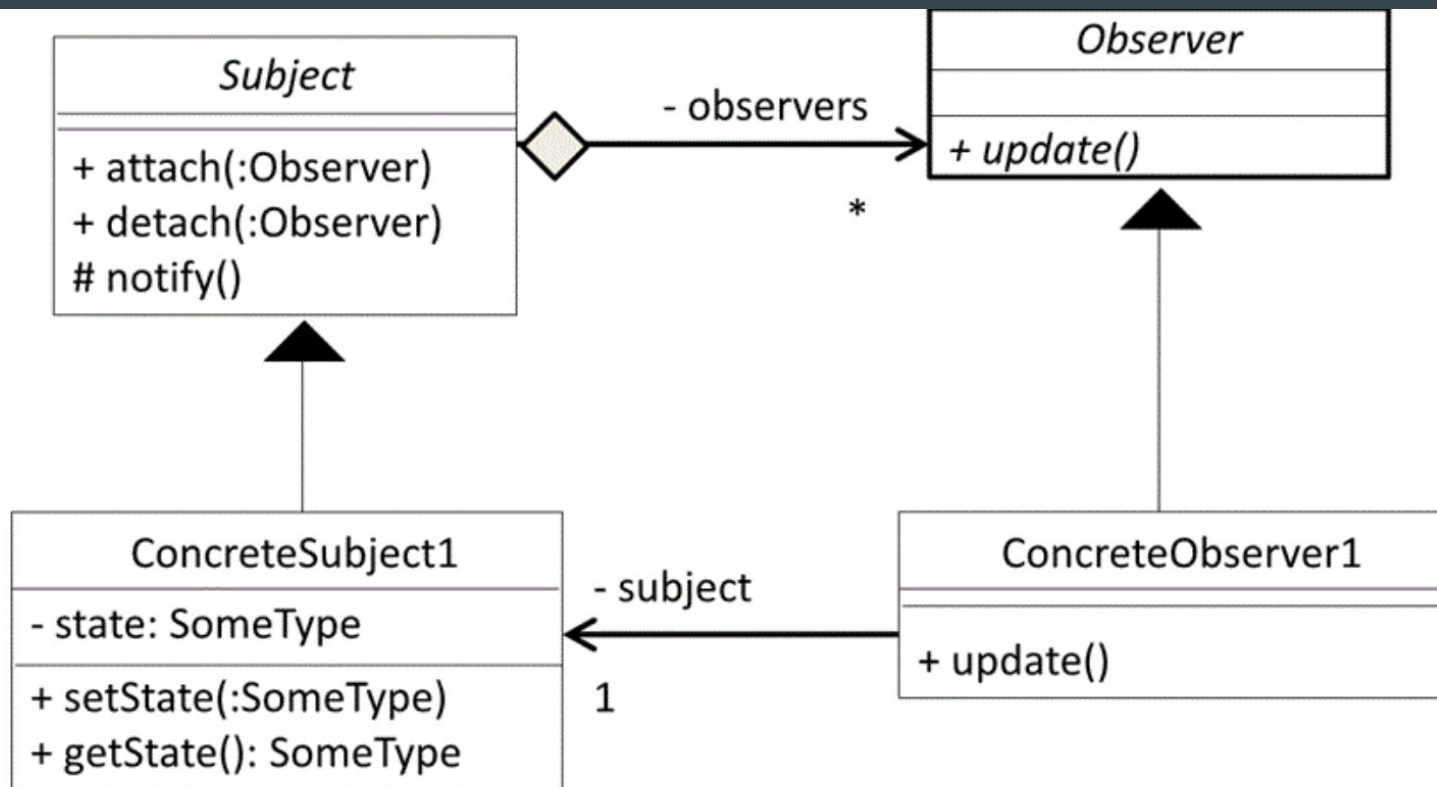 Subject
+ attach(:Observer)
+ detach(:Observer)
# notify()
- observers
*
Observer
+ update()
ConcreteSubject1
- state: SomeType
+ setState(:SomeType)
+ getState(): SomeType
- subject
1
ConcreteObserver1
+ update()